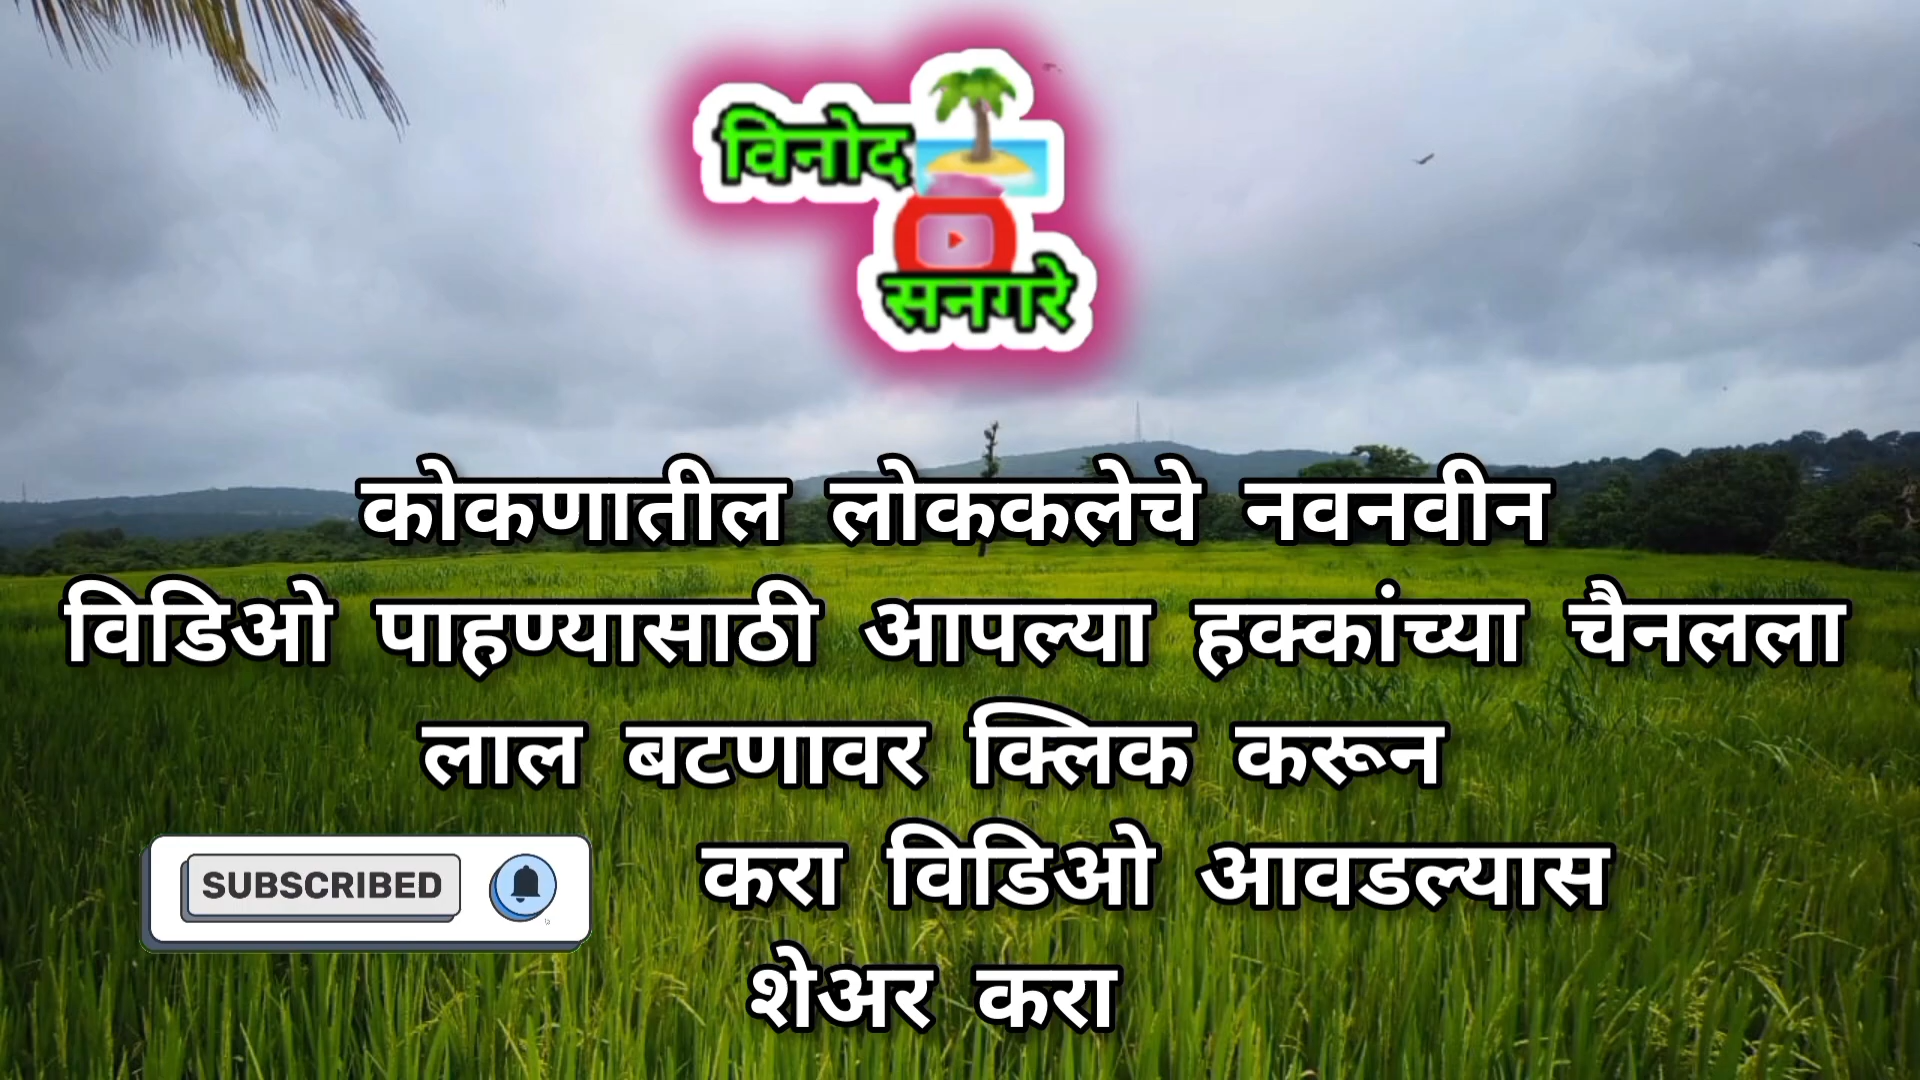 विनोद
सनगरे
कोकणातील लोककलेचे नवनवीन
विडिओ पाहण्यासाठी आपल्या हक्कांच्या चैनलला
लाल बटणावर क्लिक करून
SUBSCRIBED करा विडिओ आवडल्यास
शेअर करा